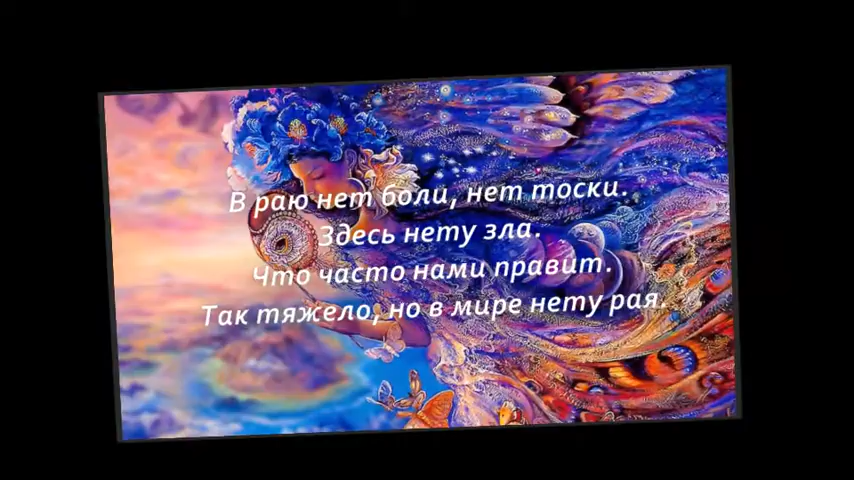 В раю нет боли, нет тоски.
Здесь нету зла.
Что часто нами правит.
Так тяжело, но в мире нету рая.